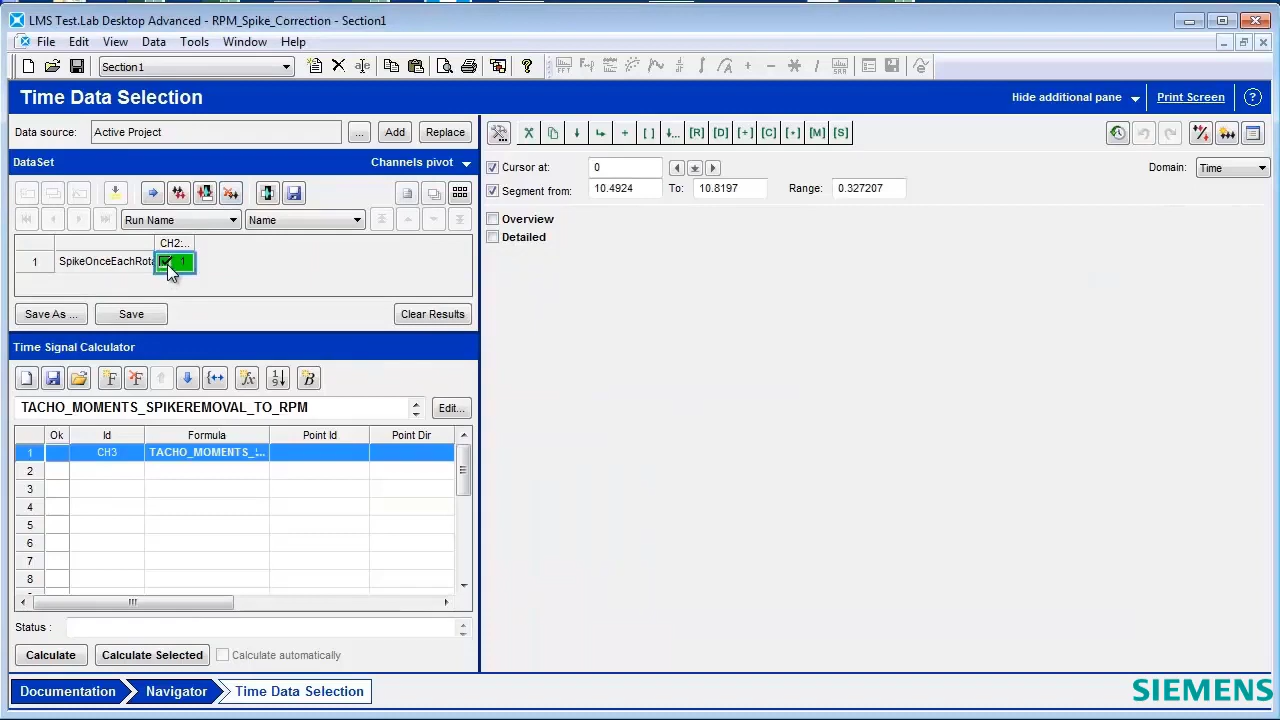 LMS Test.Lab Desktop Advanced - RPM_Spike_Correction - Section1
File Edit View Data Tools Window Help
Section1
Time Data Selection
Hide additional pane
Print Screen
Data source: Active Project ... Add Replace
DataSet
Channels pivot
Run Name
Name
CH2:...
1 SpikeOnceEachRota 1
Save As ... Save Clear Results
Time Signal Calculator
TACHO_MOMENTS_SPIKEREMOVAL_TO_RPM
Edit...
Ok Id Formula Point Id Point Dir
1 CH3 TACHO_MOMENTS_...
2
3
4
5
6
7
8
Status :
Calculate Calculate Selected Calculate automatically
[R] [D] [+] [C] [•] [M] [S]
Cursor at: 0
Domain: Time
Segment from: 10.4924 To: 10.8197 Range: 0.327207
Overview
Detailed
Documentation Navigator Time Data Selection
SIEMENS